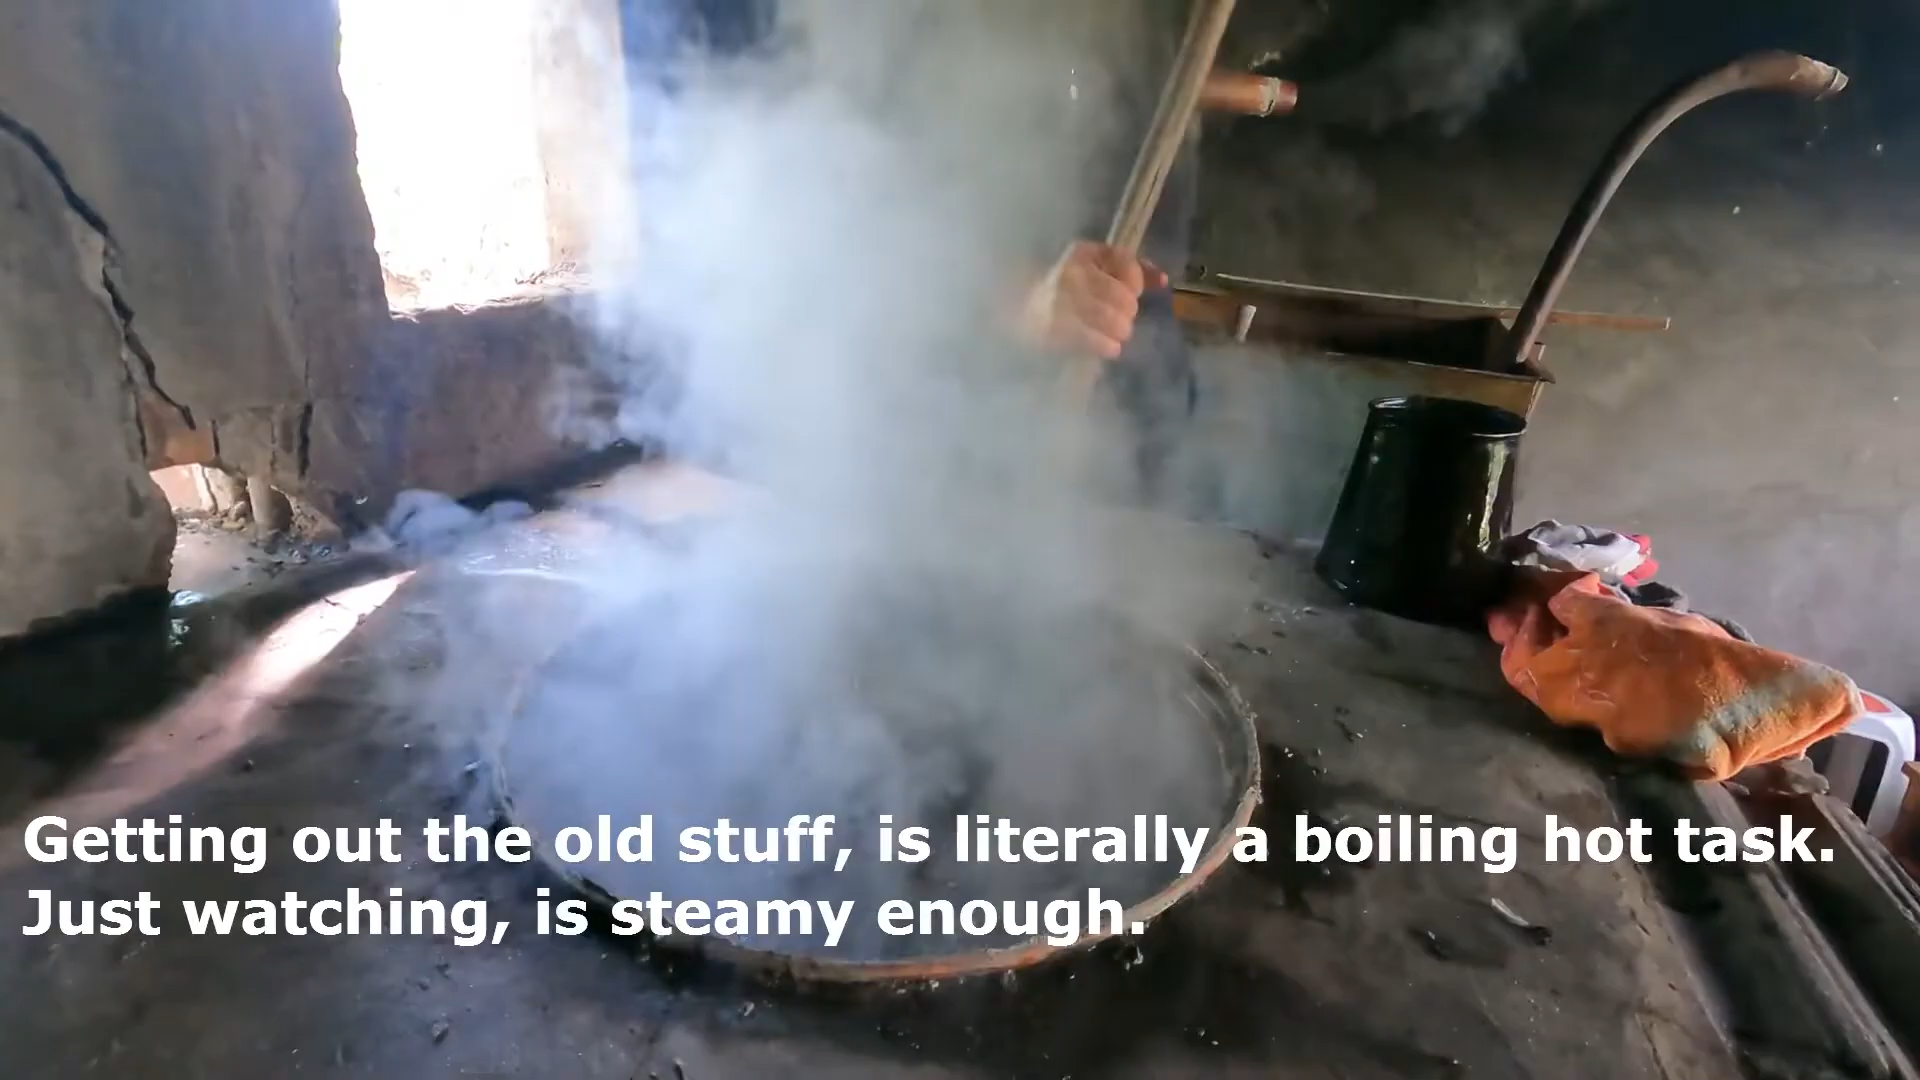 Getting out the old stuff, is literally a boiling hot task.
Just watching, is steamy enough.